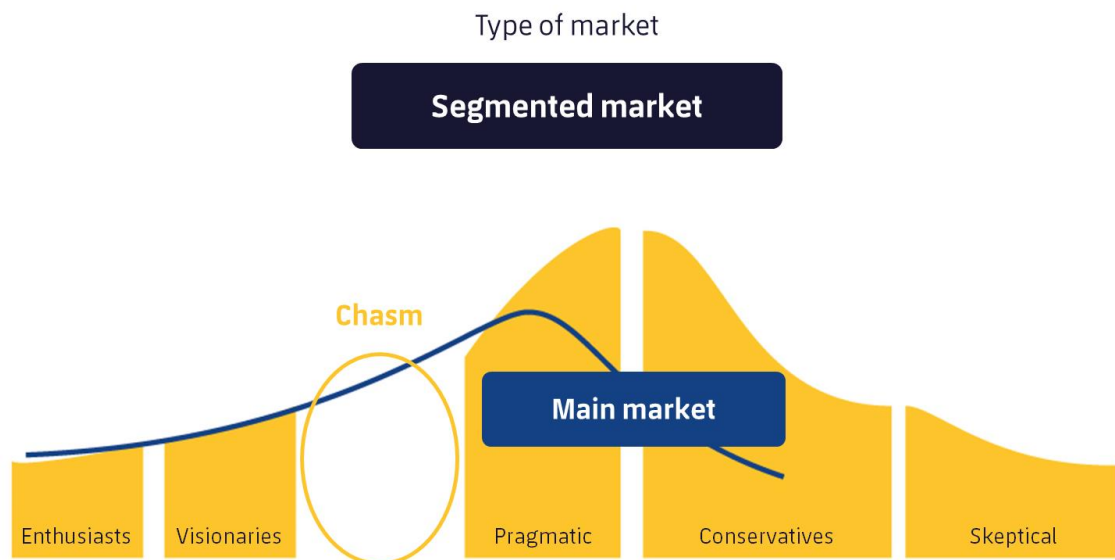 Type of market
Segmented market
Chasm
Main market
Enthusiasts
Visionaries
Pragmatic
Conservatives
Skeptical